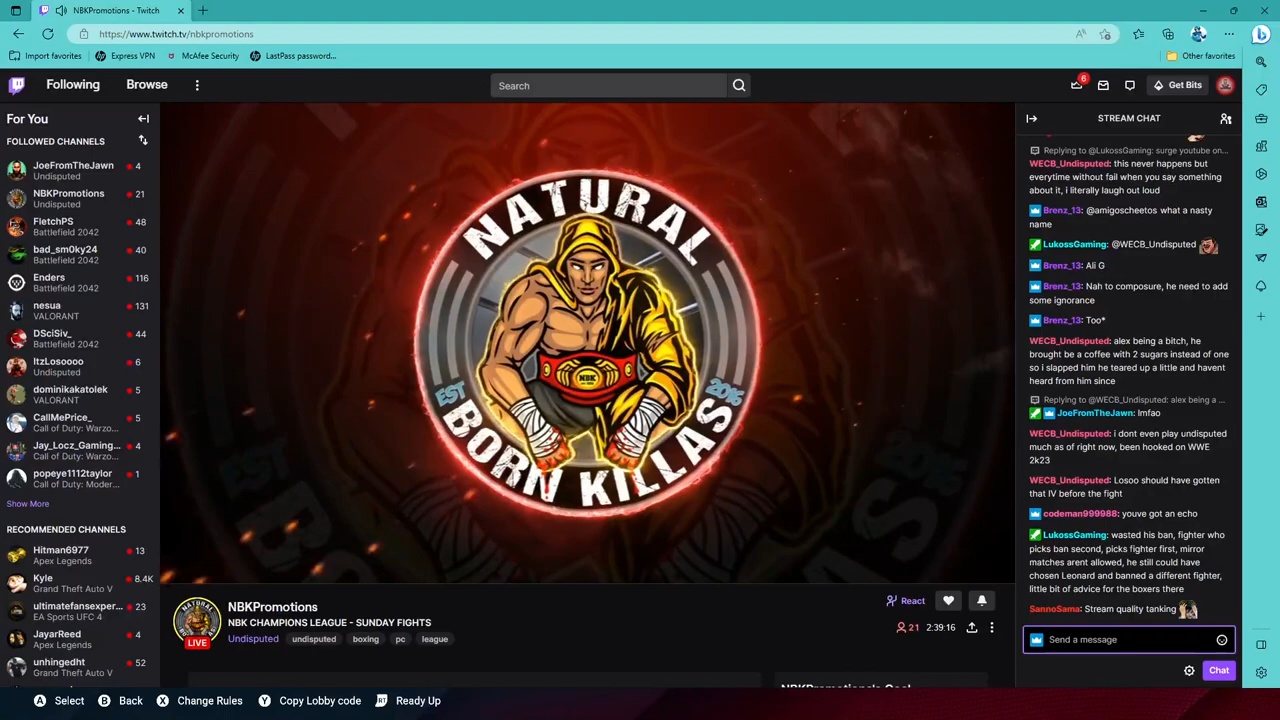 NBKPromotions - Twitch
https://www.twitch.tv/nbkpromotions
Import favorites
Express VPN
McAfee Security
LastPass password...
Other favorites
Following
Browse
Search
6
Get Bits
For You
FOLLOWED CHANNELS
JoeFromTheJawn
4
Undisputed
NBKPromotions
21
Undisputed
FletchPS
48
Battlefield 2042
bad_sm0ky24
40
Battlefield 2042
Enders
116
Battlefield 2042
nesua
131
VALORANT
DSciSiv_
44
Battlefield 2042
ItzLosoooo
6
Undisputed
dominikakatolek
5
Undisputed
CallMePrice_
5
Call of Duty: Warzo...
Jay_Locz_Gaming...
4
Call of Duty: Warzo...
popeye1112taylor
1
Call of Duty: Moder...
Show More
RECOMMENDED CHANNELS
Hitman6977
13
Apex Legends
Kyle
8.4K
Grand Theft Auto V
ultimatefansexper...
23
EA Sports UFC 4
JayarReed
4
Apex Legends
unhingedht
52
Grand Theft Auto V
NATURAL
NBK
EST
2016
BORN KILLAS
LIVE
NBKPromotions
NBK CHAMPIONS LEAGUE - SUNDAY FIGHTS
Undisputed
undisputed
boxing
pc
league
React
21
2:39:16
NBKPromotions's Goal
STREAM CHAT
Replying to @LukossGaming: surge youtube on...
WECB_Undisputed: this never happens but
everytime without fail when you say something
about it, i literally laugh out loud
Brenz_13: @amigoscheetos what a nasty
name
LukossGaming: @WECB_Undisputed
Brenz_13: Ali G
Brenz_13: Nah to composure, he need to add
some ignorance
Brenz_13: Too*
WECB_Undisputed: alex being a bitch, he
brought be a coffee with 2 sugars instead of one
so i slapped him he teared up a little and havent
heard from him since
Replying to @WECB_Undisputed: alex being a ...
JoeFromTheJawn: lmfao
WECB_Undisputed: i dont even play undisputed
much as of right now, been hooked on WWE
2k23
WECB_Undisputed: Losoo should have gotten
that IV before the fight
codeman999988: youve got an echo
LukossGaming: wasted his ban, fighter who
picks ban second, picks fighter first, mirror
matches arent allowed, he still could have
chosen Leonard and banned a different fighter,
little bit of advice for the boxers there
SannoSama: Stream quality tanking
Send a message
Chat
A Select
B Back
X Change Rules
Y Copy Lobby code
RT Ready Up